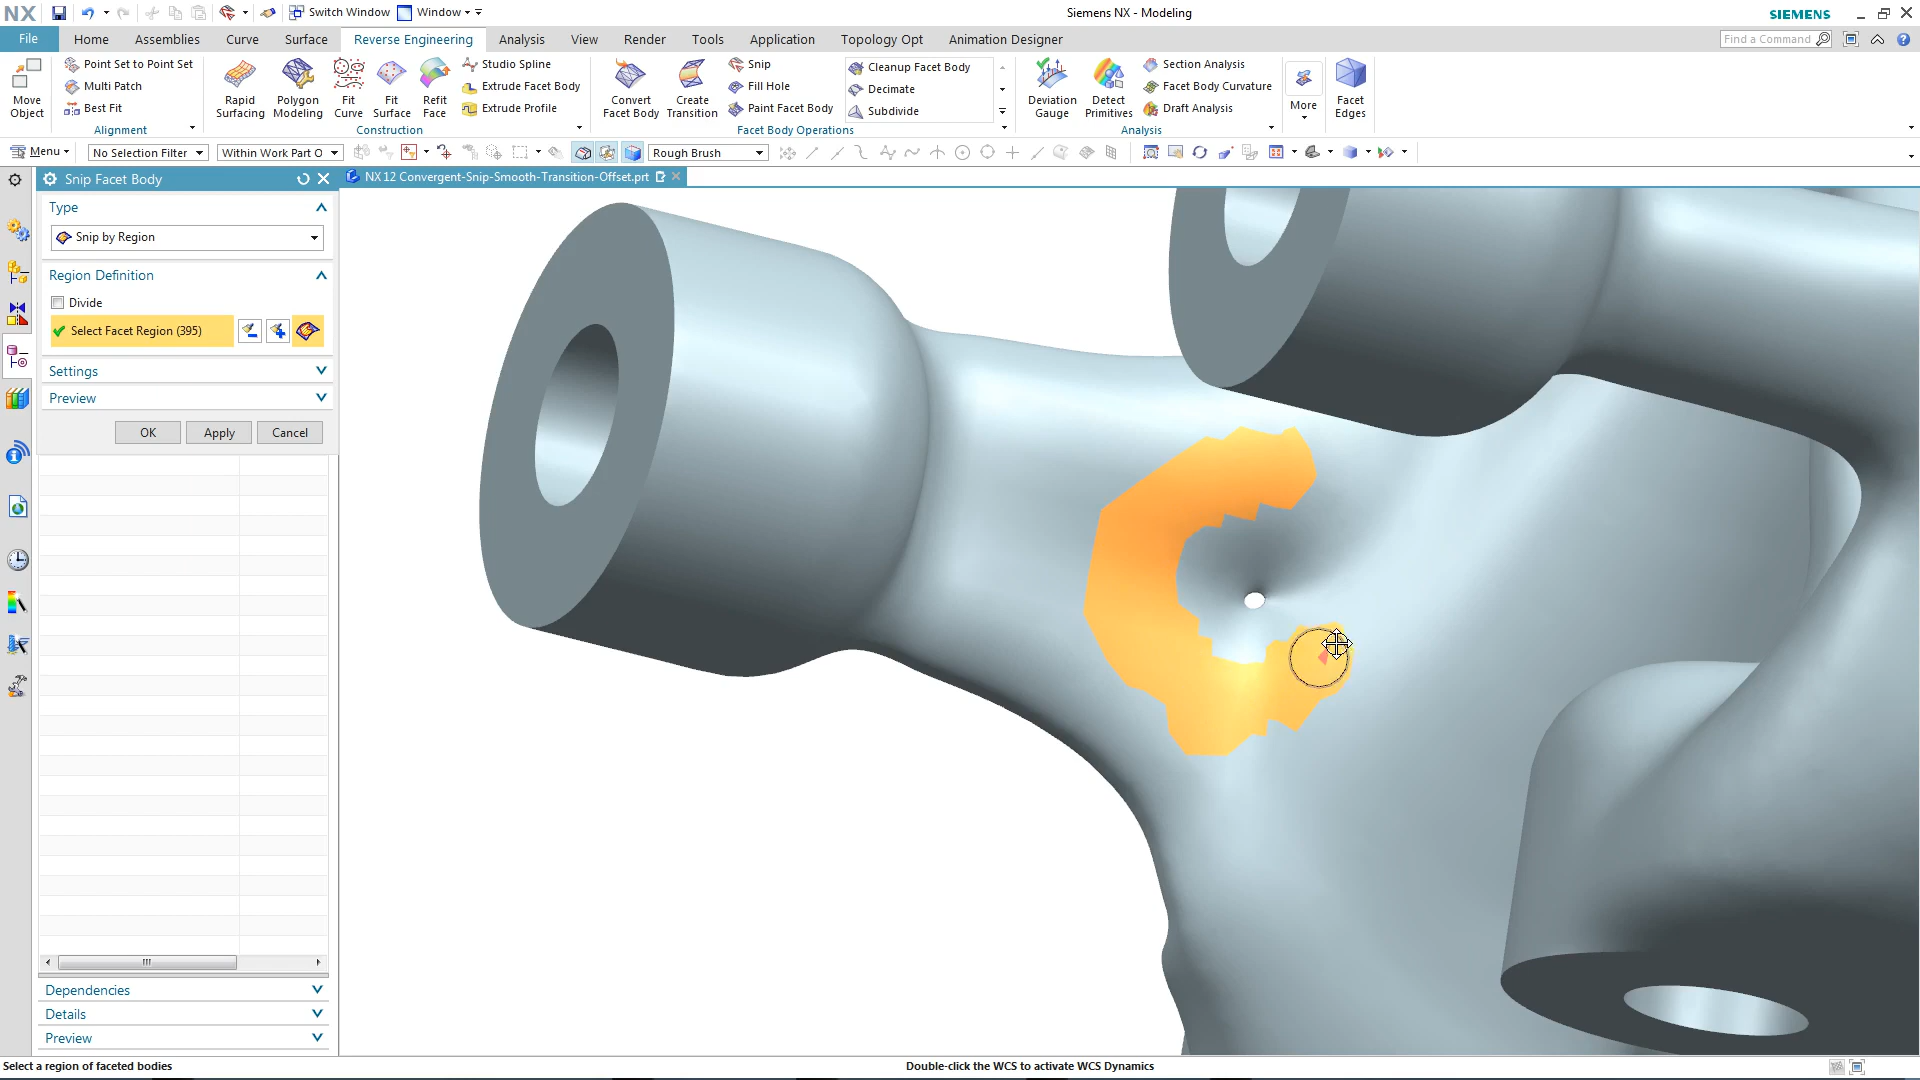 NX Switch Window Window Siemens NX - Modeling SIEMENS
File Home Assemblies Curve Surface Reverse Engineering Analysis View Render Tools Application Topology Opt Animation Designer Find a Command
Move Object
Point Set to Point Set
Multi Patch
Best Fit
Alignment
Rapid Surfacing
Polygon Modeling
Fit Curve
Fit Surface
Refit Face
Studio Spline
Extrude Facet Body
Extrude Profile
Construction
Convert Facet Body
Create Transition
Snip
Fill Hole
Paint Facet Body
Cleanup Facet Body
Decimate
Subdivide
Facet Body Operations
Deviation Gauge
Detect Primitives
Section Analysis
Facet Body Curvature
Draft Analysis
Analysis
More
Facet Edges
Menu No Selection Filter Within Work Part O Rough Brush
Snip Facet Body
NX 12 Convergent-Snip-Smooth-Transition-Offset.prt
Type
Snip by Region
Region Definition
Divide
Select Facet Region (395)
Settings
Preview
OK Apply Cancel
Dependencies
Details
Preview
Select a region of faceted bodies
Double-click the WCS to activate WCS Dynamics